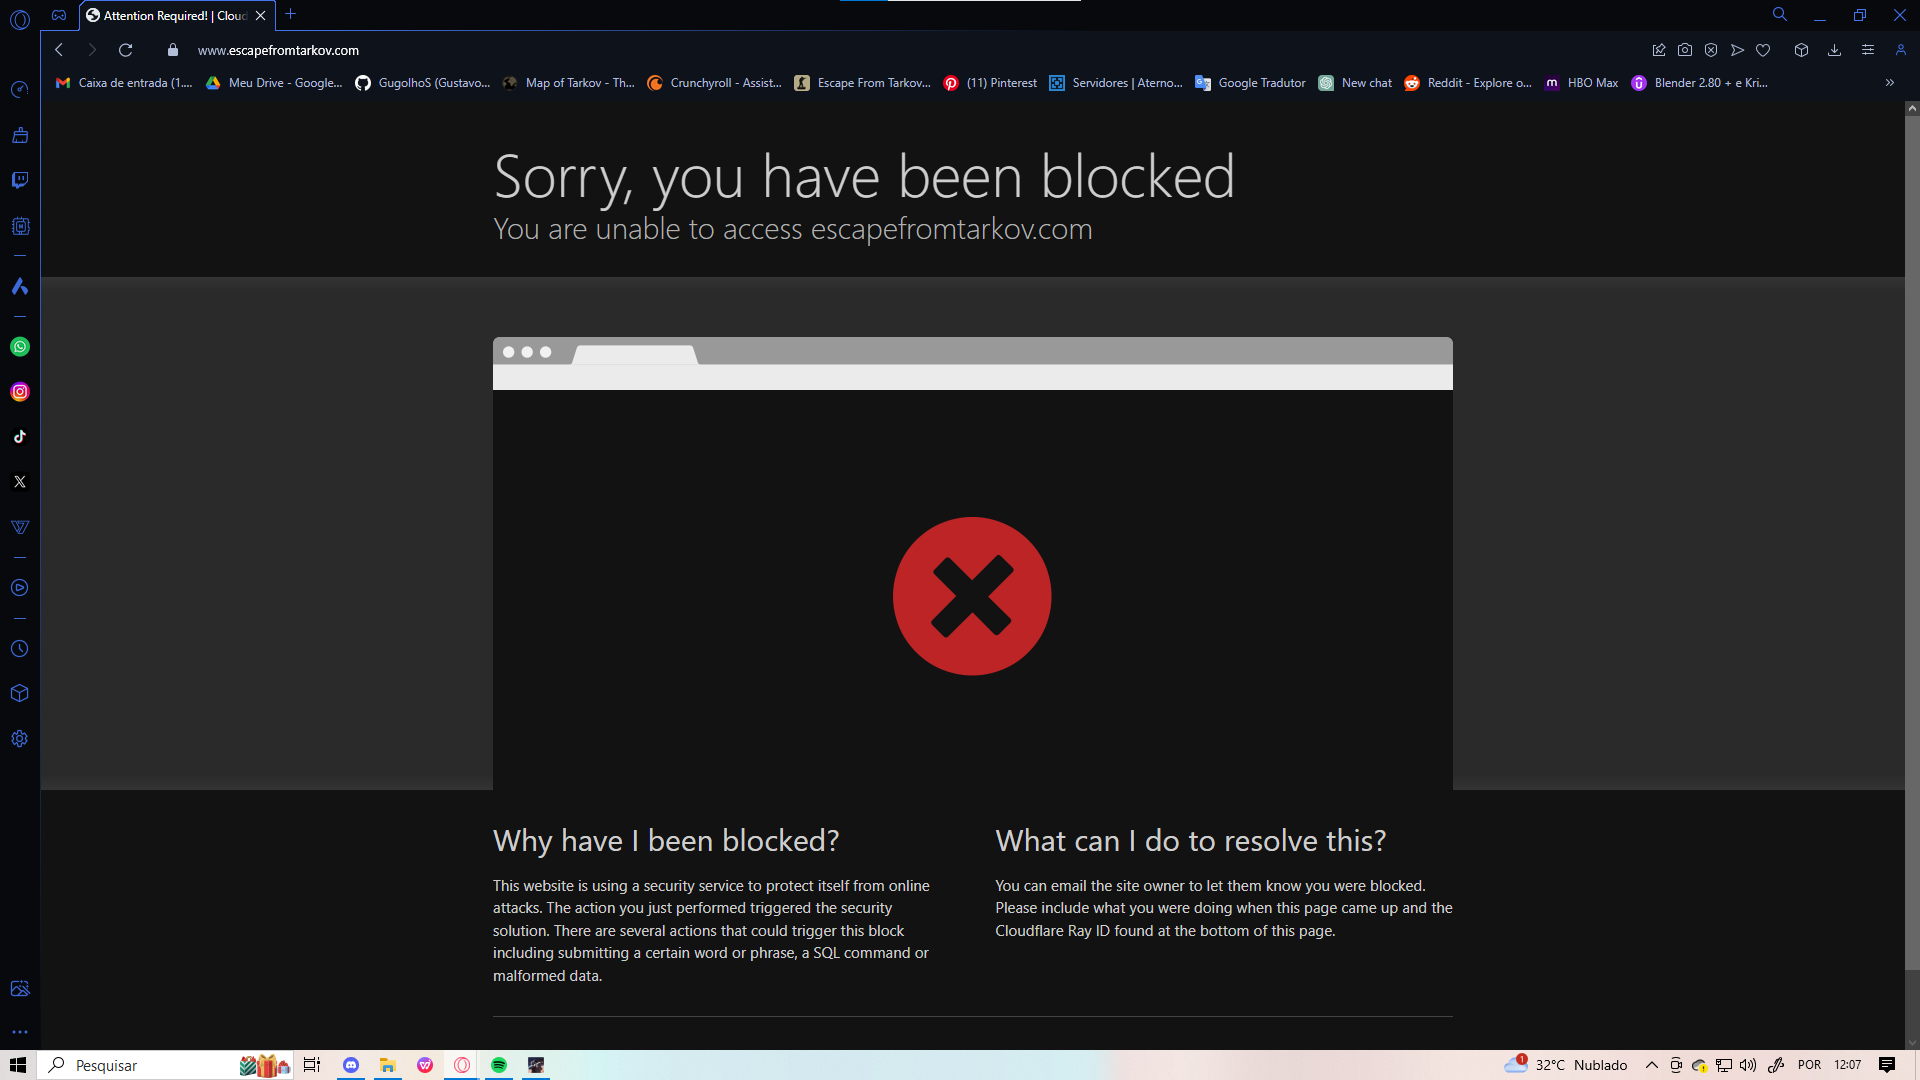 Attention Required! | Cloud
www.escapefromtarkov.com
Caixa de entrada (1....
Meu Drive - Google...
GugolhoS (Gustavo...
Map of Tarkov - Th...
Crunchyroll - Assist...
Escape From Tarkov...
(11) Pinterest
Servidores | Aterno...
Google Tradutor
New chat
Reddit - Explore o...
HBO Max
Blender 2.80 + e Kri...
Sorry, you have been blocked
You are unable to access escapefromtarkov.com
Why have I been blocked?
This website is using a security service to protect itself from online
attacks. The action you just performed triggered the security
solution. There are several actions that could trigger this block
including submitting a certain word or phrase, a SQL command or
malformed data.
What can I do to resolve this?
You can email the site owner to let them know you were blocked.
Please include what you were doing when this page came up and the
Cloudflare Ray ID found at the bottom of this page.
Pesquisar
1
32°C Nublado
POR
12:07